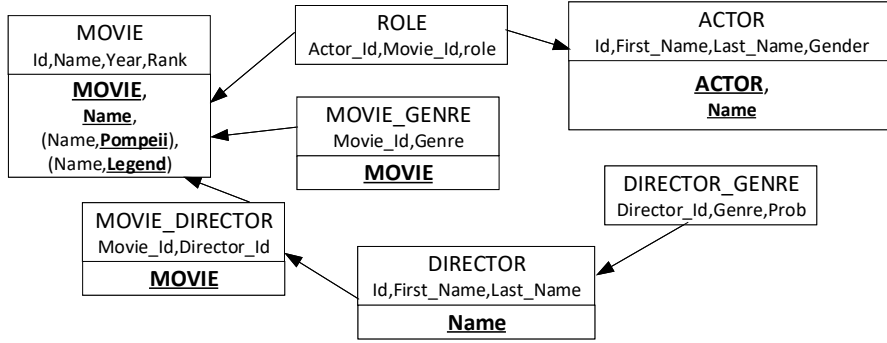 MOVIE
Id,Name,Year,Rank
MOVIE,
Name,
(Name,Pompeii),
(Name,Legend)
ROLE
Actor_Id,Movie_Id,role
ACTOR
Id,First_Name,Last_Name,Gender
ACTOR,
Name
MOVIE_GENRE
Movie_Id,Genre
MOVIE
MOVIE_DIRECTOR
Movie_Id,Director_Id
MOVIE
DIRECTOR_GENRE
Director_Id,Genre,Prob
DIRECTOR
Id,First_Name,Last_Name
Name